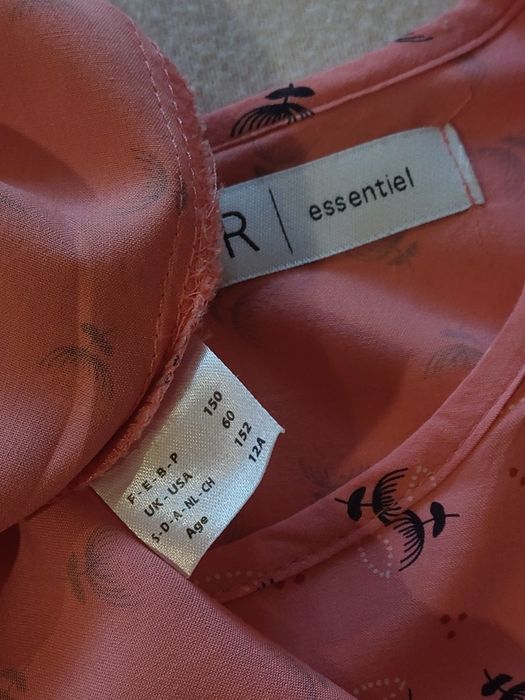 R | essentiel
F-E-B-P 150
UK-USA 60
S-D-A-NL-CH 152
Age 12A